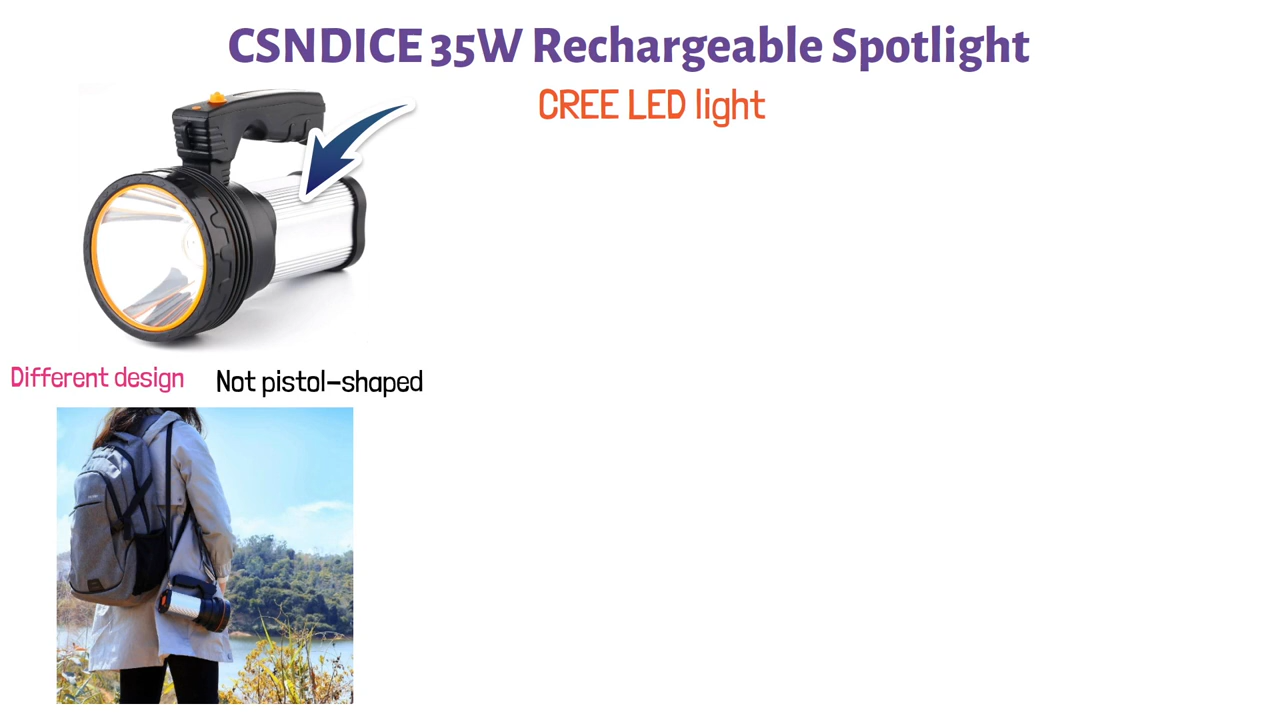 CSNDICE 35W Rechargeable Spotlight
CREE LED light
Different design
Not pistol-shaped